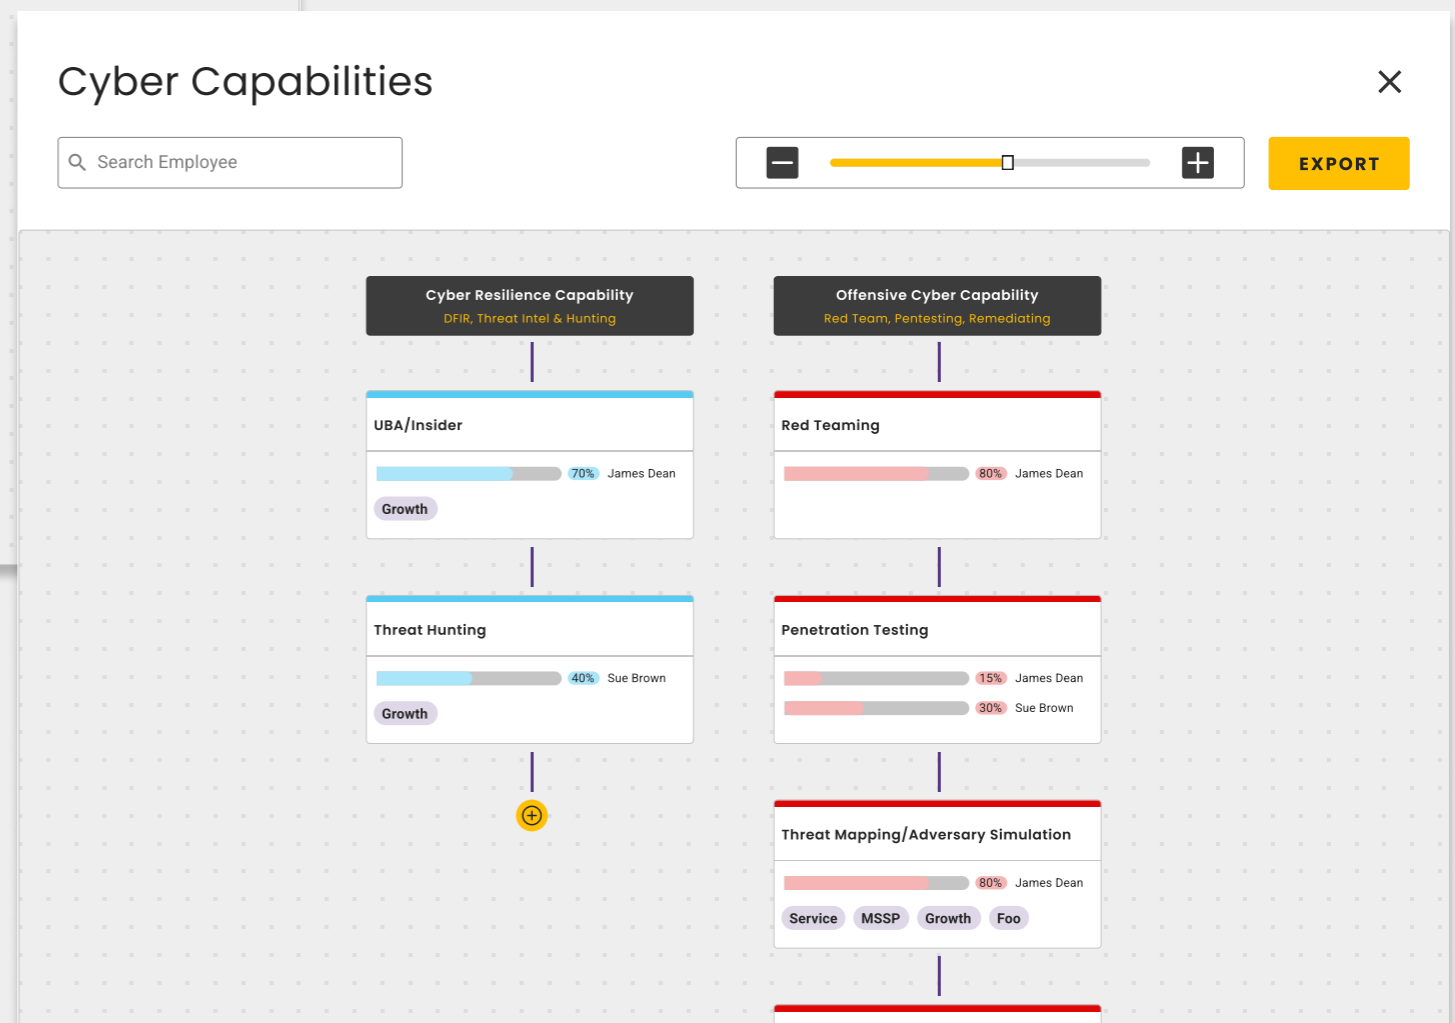 Cyber Capabilities
Search Employee
EXPORT
Cyber Resilience Capability
DFIR, Threat Intel & Hunting
UBA/Insider
70% James Dean
Growth
Threat Hunting
40% Sue Brown
Growth
Offensive Cyber Capability
Red Team, Pentesting, Remediating
Red Teaming
80% James Dean
Penetration Testing
15% James Dean
30% Sue Brown
Threat Mapping/Adversary Simulation
80% James Dean
Service MSSP Growth Foo